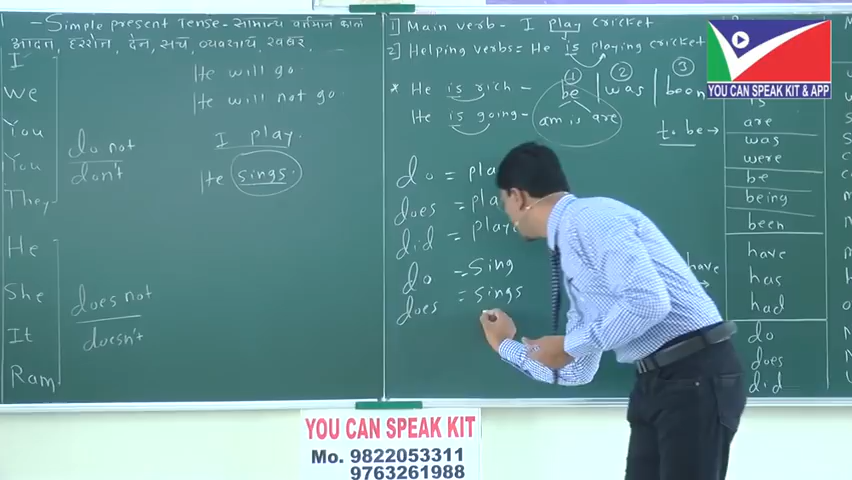 - Simple present Tense - सामान्य वर्तमान काल
आदत, हररोज, देन, सच, व्यवसाय, खबर.
I
We
You
You
They
do not
don't
He
She
It
Ram
does not
doesn't
He will go
He will not go.
I play.
He sings.
1] Main verb - I play cricket
2] Helping verbs = He is playing cricket
* He is rich -
He is going -
① be
am is are
② was
③ been
to be →
do =
does =
did =
do = Sing
does = sings
have
is
are
was
were
be
being
been
have
has
had
do
does
did
YOU CAN SPEAK KIT & APP
YOU CAN SPEAK KIT
Mo. 9822053311
9763261988